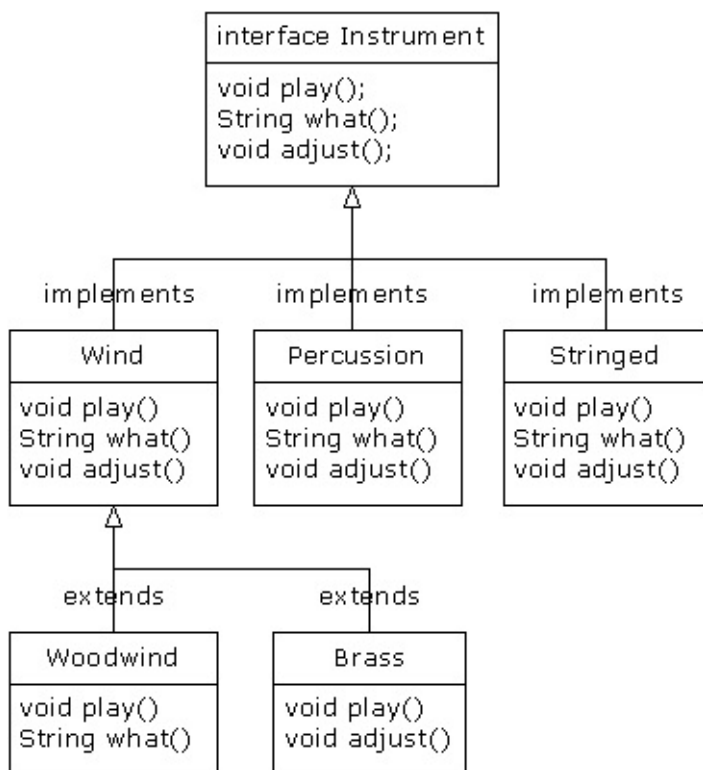 interface Instrument
void play();
String what();
void adjust();
implements
implements
implements
Wind
void play()
String what()
void adjust()
Percussion
void play()
String what()
void adjust()
Stringed
void play()
String what()
void adjust()
extends
extends
Woodwind
void play()
String what()
Brass
void play()
void adjust()